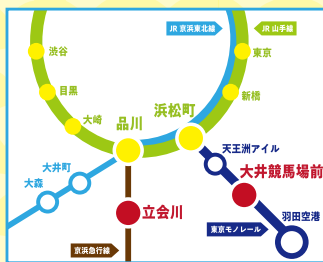 JR 京浜東北線
JR 山手線
渋谷
東京
目黒
新橋
浜松町
大崎
品川
天王洲アイル
大井町
大井競馬場前
大森
立会川
東京モノレール
羽田空港
京浜急行線